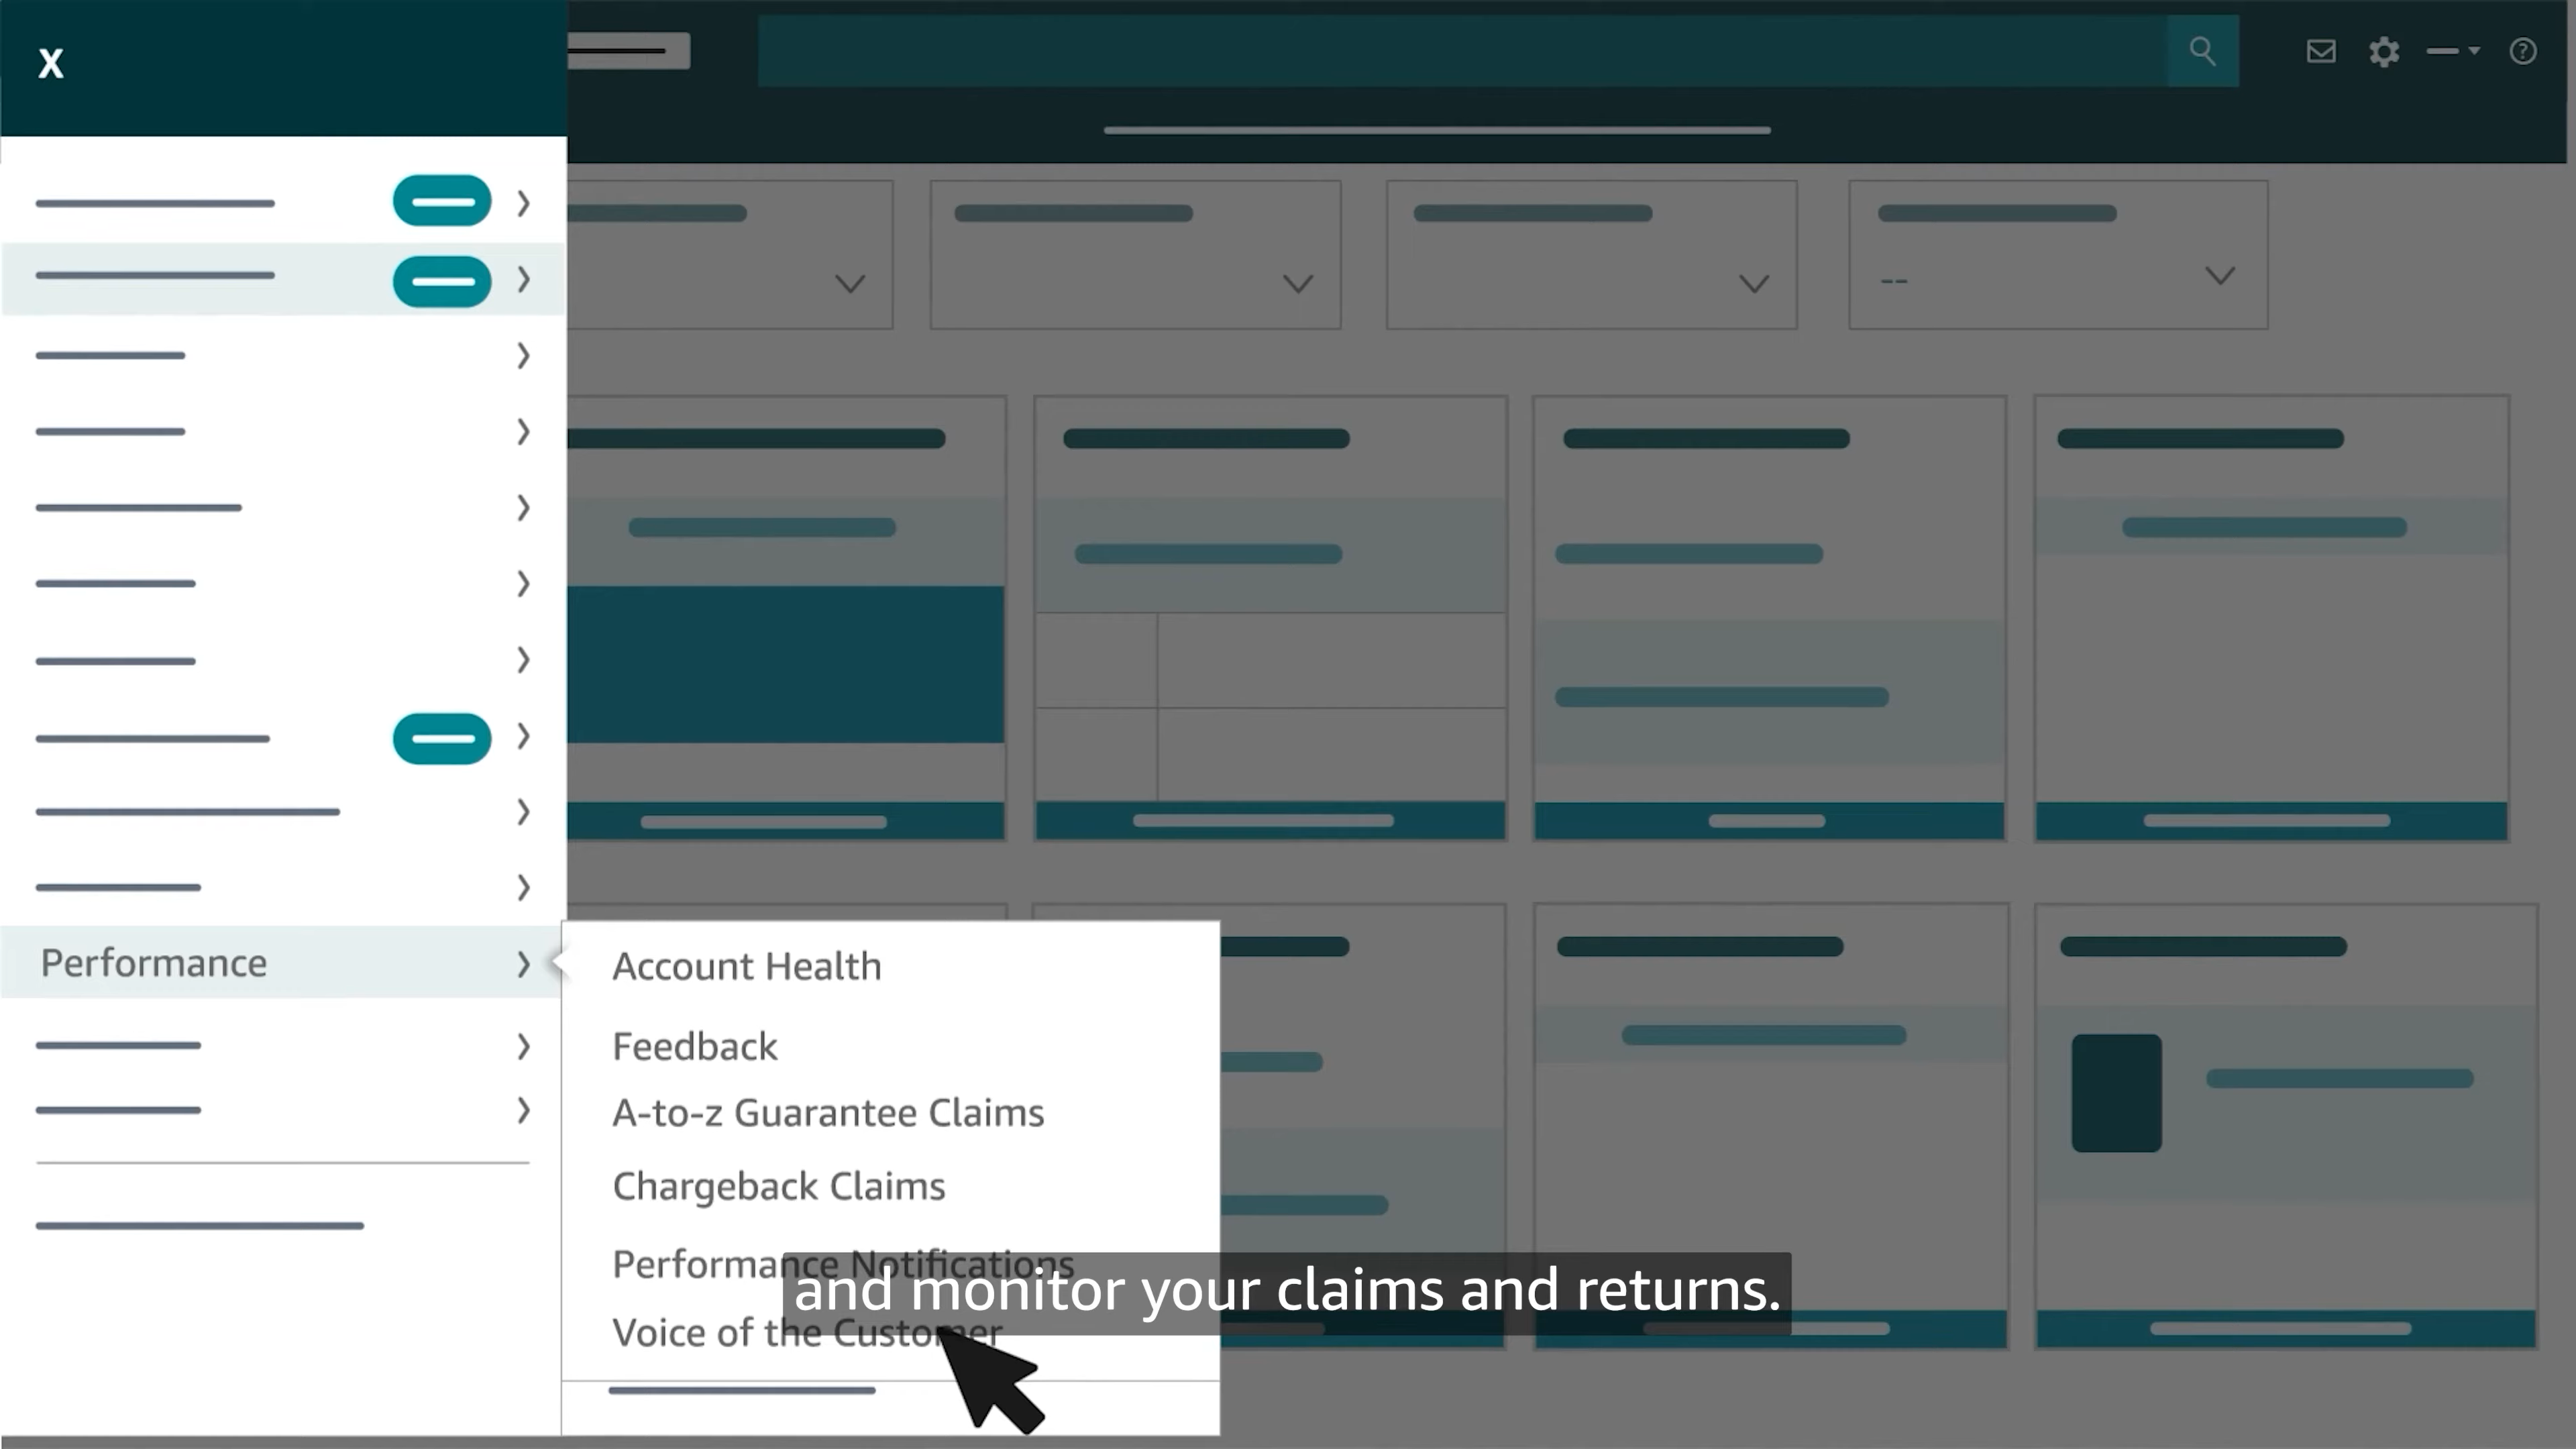 X
Performance
Account Health
Feedback
A-to-z Guarantee Claims
Chargeback Claims
Performance Notifications
and monitor your claims and returns.
Voice of the Customer
--